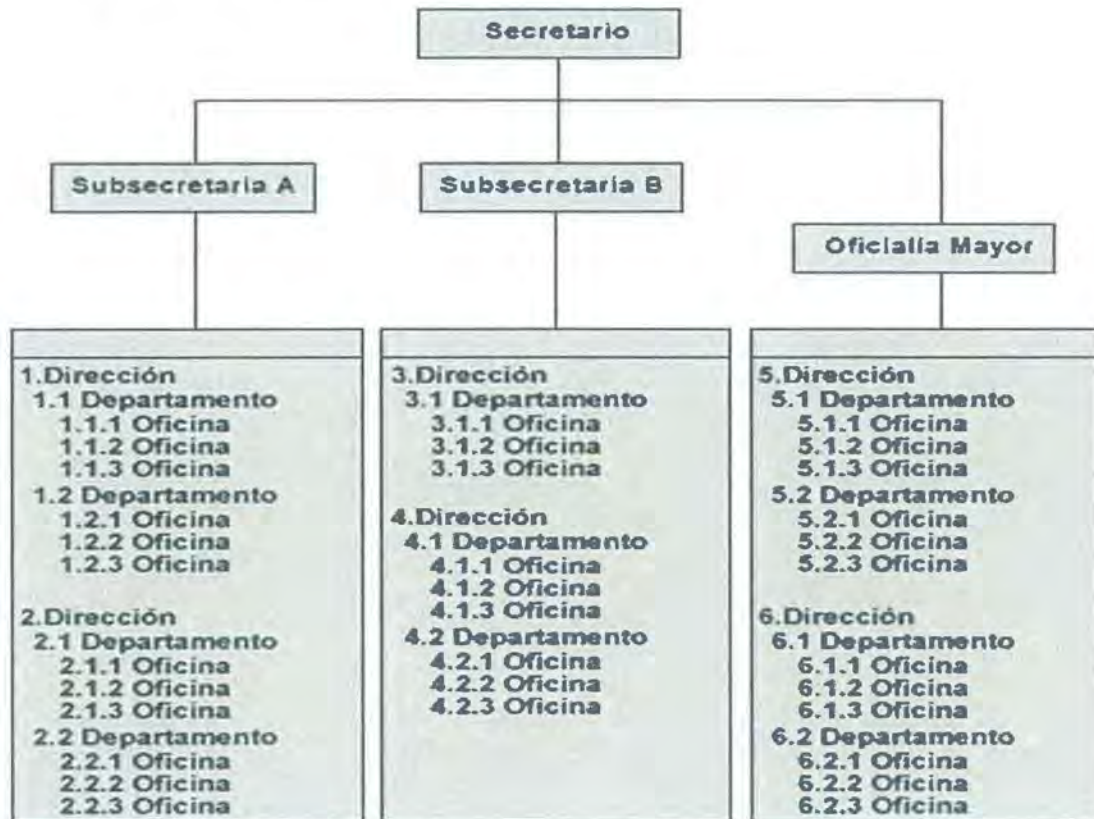 Secretario
Subsecretaria A
Subsecretaría B
Oficialía Mayor
1.Dirección
1.1 Departamento
1.1.1 Oficina
1.1.2 Oficina
1.1.3 Oficina
1.2 Departamento
1.2.1 Oficina
1.2.2 Oficina
1.2.3 Oficina
2.Dirección
2.1 Departamento
2.1.1 Oficina
2.1.2 Oficina
2.1.3 Oficina
2.2 Departamento
2.2.1 Oficina
2.2.2 Oficina
2.2.3 Oficina
3.Dirección
3.1 Departamento
3.1.1 Oficina
3.1.2 Oficina
3.1.3 Oficina
4.Dirección
4.1 Departamento
4.1.1 Oficina
4.1.2 Oficina
4.1.3 Oficina
4.2 Departamento
4.2.1 Oficina
4.2.2 Oficina
4.2.3 Oficina
5.Dirección
5.1 Departamento
5.1.1 Oficina
5.1.2 Oficina
5.1.3 Oficina
5.2 Departamento
5.2.1 Oficina
5.2.2 Oficina
5.2.3 Oficina
6.Dirección
6.1 Departamento
6.1.1 Oficina
6.1.2 Oficina
6.1.3 Oficina
6.2 Departamento
6.2.1 Oficina
6.2.2 Oficina
6.2.3 Oficina